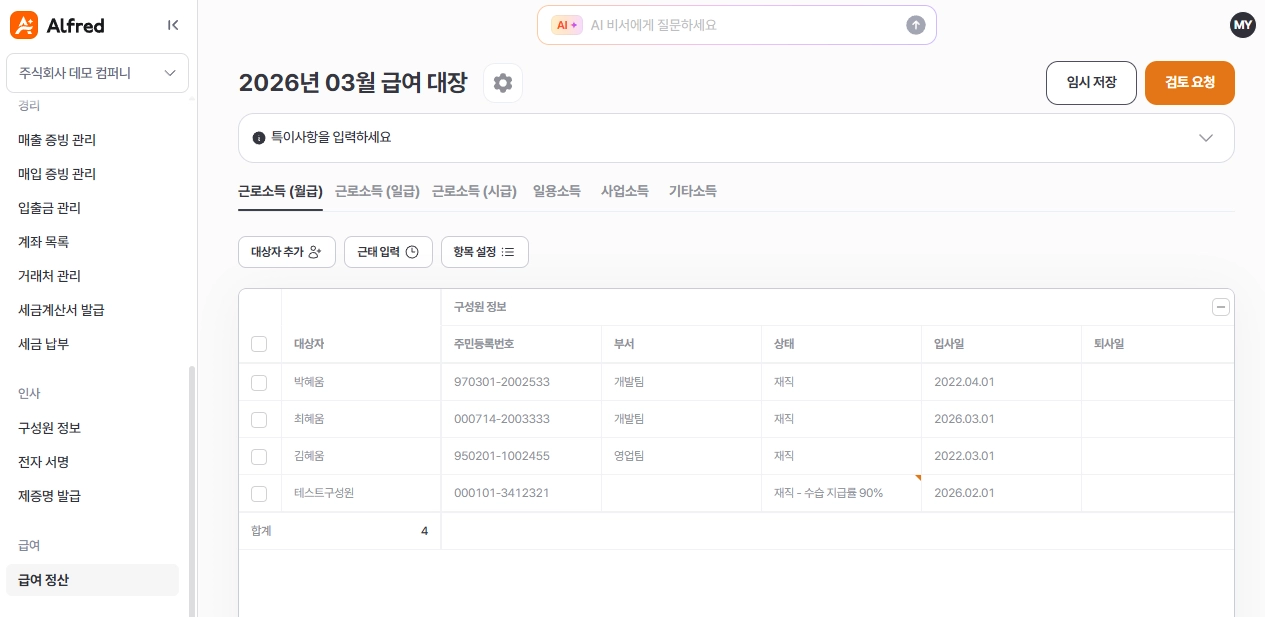 Alfred
주식회사 데모 컴퍼니
경리
매출 증빙 관리
매입 증빙 관리
입출금 관리
계좌 목록
거래처 관리
세금계산서 발급
세금 납부
인사
구성원 정보
전자 서명
제증명 발급
급여
급여 정산
AI AI 비서에게 질문하세요
MY
2026년 03월 급여 대장
임시 저장
검토 요청
특이사항을 입력하세요
근로소득 (월급) 근로소득 (일급) 근로소득 (시급) 일용소득 사업소득 기타소득
대상자 추가 근태 입력 항목 설정
구성원 정보
대상자 주민등록번호 부서 상태 입사일 퇴사일
박혜움 970301-2002533 개발팀 재직 2022.04.01
최혜움 000714-2003333 개발팀 재직 2026.03.01
김혜움 950201-1002455 영업팀 재직 2022.03.01
테스트구성원 000101-3412321 재직 - 수습 지급률 90% 2026.02.01
합계 4